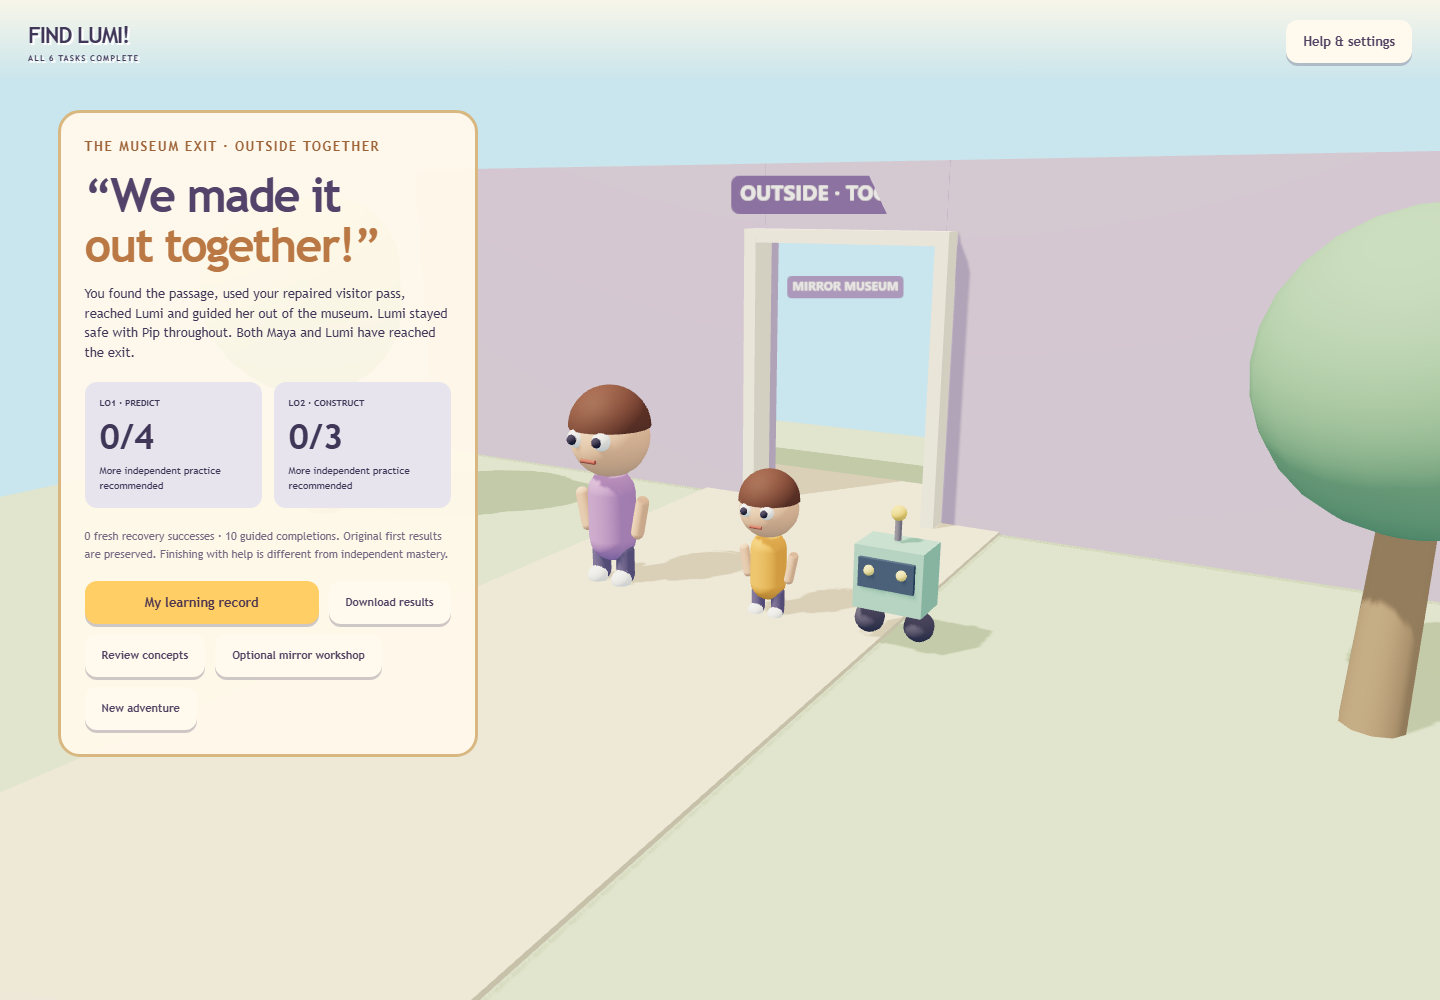 FIND LUMI!
ALL 6 TASKS COMPLETE
Help & settings
THE MUSEUM EXIT · OUTSIDE TOGETHER
“We made it
out together!”
You found the passage, used your repaired visitor pass,
reached Lumi and guided her out of the museum. Lumi stayed
safe with Pip throughout. Both Maya and Lumi have reached
the exit.
LO1 · PREDICT
0/4
More independent practice
recommended
LO2 · CONSTRUCT
0/3
More independent practice
recommended
0 fresh recovery successes · 10 guided completions. Original first results
are preserved. Finishing with help is different from independent mastery.
My learning record
Download results
Review concepts
Optional mirror workshop
New adventure
OUTSIDE ·
MIRROR MUSEUM